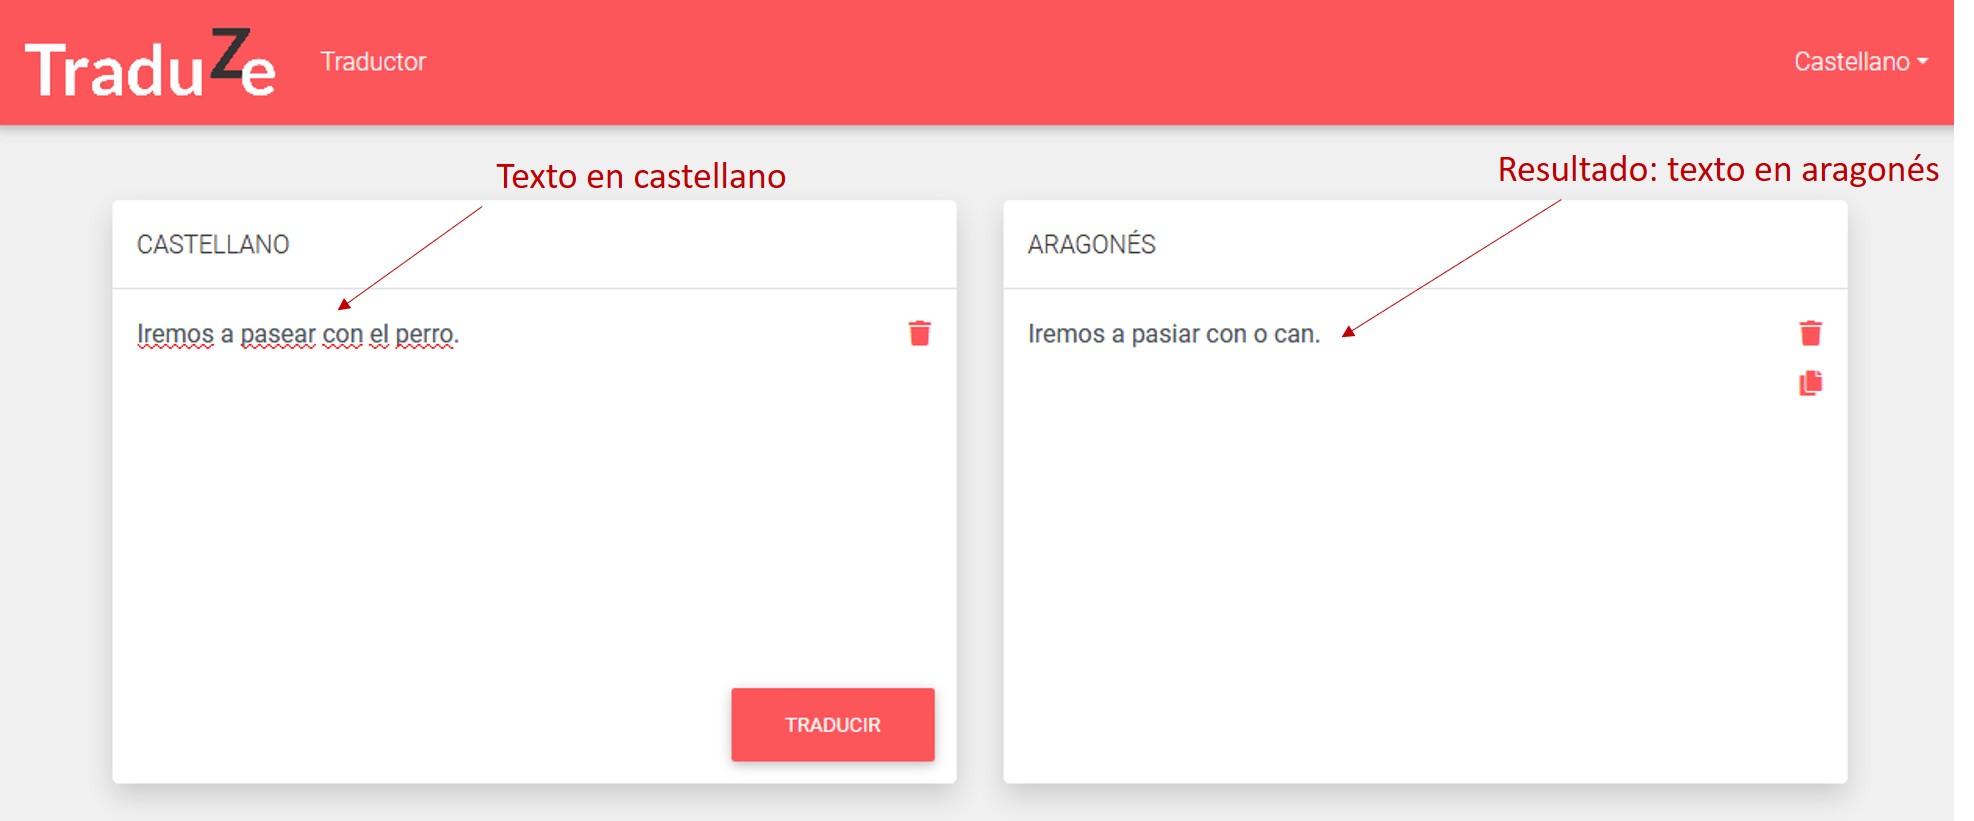 TraduZe
Traductor
Castellano
Texto en castellano
Resultado: texto en aragonés
CASTELLANO
Iremos a pasear con el perro.
TRADUCIR
ARAGONÉS
Iremos a pasiar con o can.